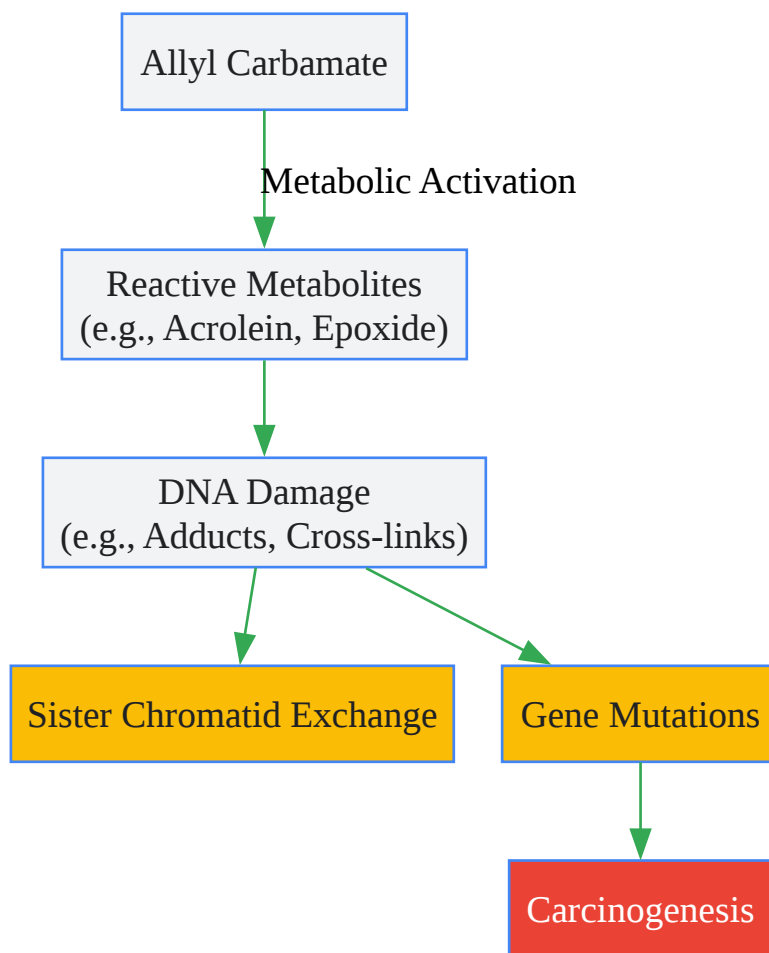 Allyl Carbamate
Metabolic Activation
Reactive Metabolites
(e.g., Acrolein, Epoxide)
DNA Damage
(e.g., Adducts, Cross-links)
Sister Chromatid Exchange
Gene Mutations
Carcinogenesis